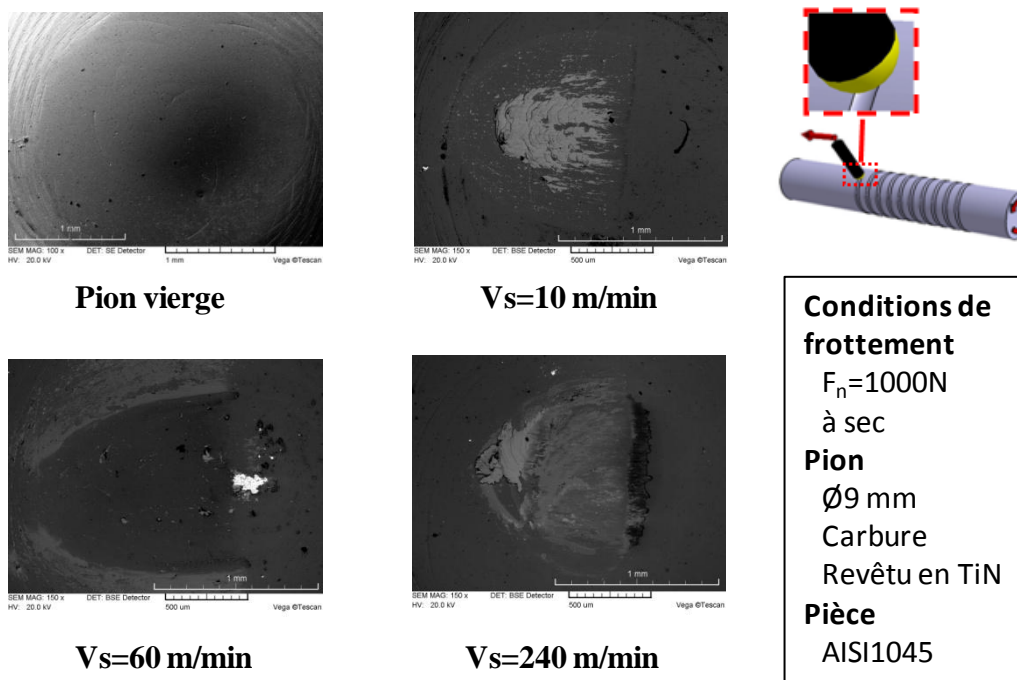 1 mm
SEM MAG: 100 x DET: SE Detector
HV: 20.0 kV 1 mm Vega ©Tescan
Pion vierge
1 mm
SEM MAG: 150 x DET: BSE Detector
HV: 20.0 kV 500 um Vega ©Tescan
Vs=10 m/min
1 mm
SEM MAG: 150 x DET: BSE Detector
HV: 20.0 kV 500 um Vega ©Tescan
Vs=60 m/min
1 mm
SEM MAG: 150 x DET: BSE Detector
HV: 20.0 kV 500 um Vega ©Tescan
Vs=240 m/min
Conditions de
frottement
Fn=1000N
à sec
Pion
Ø9 mm
Carbure
Revêtu en TiN
Pièce
AISI1045